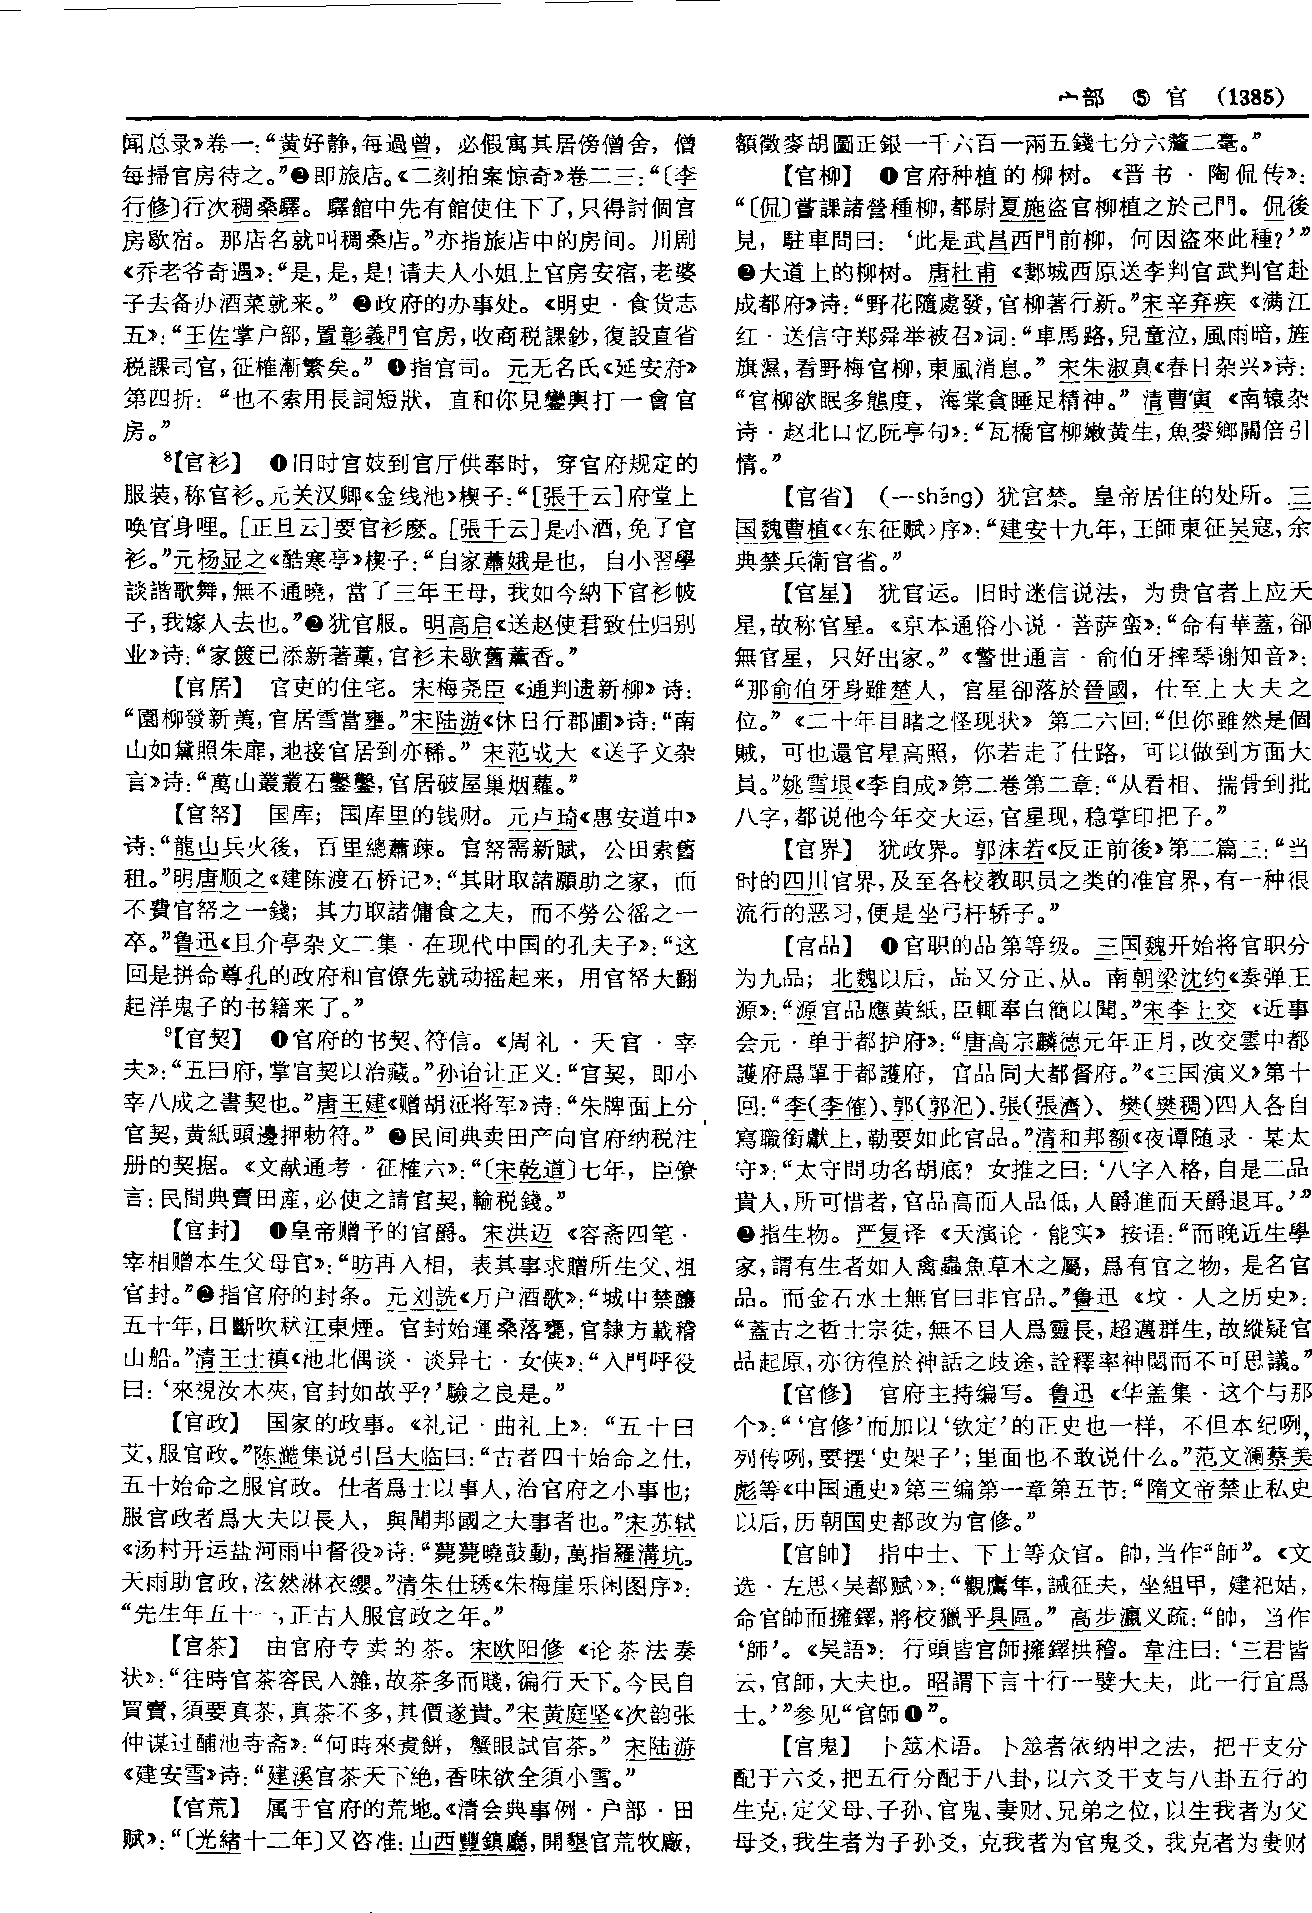 宀部 ⑤ 官 (1385)
闻总录》卷一：“黄好静，每過曾，必假寓其居傍僧舍，僧
每掃官房待之。”❷即旅店。《二刻拍案惊奇》卷二三：“〔李
行修〕行次稠桑驛。驛館中先有館使住下了，只得討個官
房歇宿。那店名就叫稠桑店。”亦指旅店中的房间。川剧
《乔老爷奇遇》：“是，是，是！请夫人小姐上官房安宿，老婆
子去备办酒菜就来。” ❷政府的办事处。《明史·食货志
五》：“王佐掌户部，置彰義門官房，收商税課鈔，復設直省
税課司官，征榷漸繁矣。” ❹指官司。元无名氏《延安府》
第四折：“也不索用長詞短狀，直和你見鑾輿打一會官
房。”
⁸【官衫】 ❶旧时官妓到官厅供奉时，穿官府规定的
服装，称官衫。元关汉卿《金线池》楔子：“[張千云]府堂上
唤官身哩。[正旦云]要官衫麽。[張千云]是小酒，免了官
衫。”元杨显之《酷寒亭》楔子：“自家蕭娥是也，自小習學
談諧歌舞，無不通曉，當了三年王母，我如今納下官衫帔
子，我嫁人去也。”❷犹官服。明高启《送赵使君致仕归别
业》诗：“家篋已添新著藁，官衫未歇舊薰香。”
【官居】 官吏的住宅。宋梅尧臣《通判遗新柳》诗：
“園柳發新荑，官居雪當壅。”宋陆游《休日行郡圃》诗：“南
山如黛照朱扉，地接官居到亦稀。” 宋范成大《送子文杂
言》诗：“萬山叢叢石鑿鑿，官居破屋巢烟蘿。”
【官帑】 国库；国库里的钱财。元卢琦《惠安道中》
诗：“龍山兵火後，百里總蕭疎。官帑需新賦，公田索舊
租。”明唐顺之《建陈渡石桥记》：“其財取諸願助之家，而
不費官帑之一錢；其力取諸傭食之夫，而不勞公徭之一
卒。”鲁迅《且介亭杂文二集·在现代中国的孔夫子》：“这
回是拼命尊孔的政府和官僚先就动摇起来，用官帑大翻
起洋鬼子的书籍来了。”
⁹【官契】 ❶官府的书契、符信。《周礼·天官·宰
夫》：“五曰府，掌官契以治藏。”孙诒让正义：“官契，即小
宰八成之書契也。”唐王建《赠胡泟将军》诗：“朱牌面上分
官契，黄紙頭邊押勅符。” ❷民间典卖田产向官府纳税注
册的契据。《文献通考·征榷六》：“〔宋乾道〕七年，臣僚
言：民間典賣田産，必使之請官契，輸税錢。”
【官封】 ❶皇帝赠予的官爵。宋洪迈《容斋四笔·
宰相赠本生父母官》：“昉再入相，表其事求贈所生父、祖
官封。”❷指官府的封条。元刘詵《万户酒歌》：“城中禁釀
五十年，目斷吹秫江東煙。官封始運桑落甕，官隸方載稽
山船。”清王士禛《池北偶谈·谈异七·女侠》：“入門呼役
曰：‘來視汝木夾，官封如故乎？’驗之良是。”
【官政】 国家的政事。《礼记·曲礼上》：“五十曰
艾，服官政。”陈澔集说引吕大临曰：“古者四十始命之仕，
五十始命之服官政。仕者爲士以事人，治官府之小事也；
服官政者爲大夫以長人，與聞邦國之大事者也。”宋苏轼
《汤村开运盐河雨中督役》诗：“薨薨曉鼓動，萬指羅溝坑。
天雨助官政，泫然淋衣纓。”清朱仕琇《朱梅崖乐闲图序》：
“先生年五十一，正古人服官政之年。”
【官茶】 由官府专卖的茶。宋欧阳修《论茶法奏
状》：“往時官茶容民入雜，故茶多而賤，徧行天下。今民自
買賣，須要真茶，真茶不多，其價遂貴。”宋黄庭坚《次韵张
仲谋过酺池寺斋》：“何時來煮餅，蟹眼試官茶。” 宋陆游
《建安雪》诗：“建溪官茶天下絶，香味欲全須小雪。”
【官荒】 属于官府的荒地。《清会典事例·户部·田
赋》：“〔光緒十二年〕又咨准：山西豐鎮廳，開墾官荒牧廠，
額徵麥胡圖正銀一千六百一兩五錢七分六釐二毫。”
【官柳】 ❶官府种植的柳树。《晋书·陶侃传》：
“〔侃〕嘗課諸營種柳，都尉夏施盗官柳植之於己門。侃後
見，駐車問曰：‘此是武昌西門前柳，何因盗來此種？’”
❷大道上的柳树。唐杜甫《郪城西原送李判官武判官赴
成都府》诗：“野花隨處發，官柳著行新。”宋辛弃疾《满江
红·送信守郑舜举被召》词：“車馬路，兒童泣，風雨暗，旌
旗濕，看野梅官柳，東風消息。” 宋朱淑真《春日杂兴》诗：
“官柳欲眠多態度，海棠貪睡足精神。”清曹寅《南辕杂
诗·赵北口忆阮亭句》：“瓦橋官柳嫩黄生，魚麥鄉關倍引
情。”
【官省】 (—shěng) 犹宫禁。皇帝居住的处所。三
国魏曹植《〈东征赋〉序》：“建安十九年，王師東征吴寇，余
典禁兵衛官省。”
【官星】 犹官运。旧时迷信说法，为贵官者上应天
星，故称官星。《京本通俗小说·菩萨蛮》：“命有華蓋，卻
無官星，只好出家。”《警世通言·俞伯牙摔琴谢知音》：
“那俞伯牙身雖楚人，官星卻落於晉國，仕至上大夫之
位。”《二十年目睹之怪现状》第二六回：“但你雖然是個
賊，可也還官星高照，你若走了仕路，可以做到方面大
員。”姚雪垠《李自成》第二卷第二章：“从看相、揣骨到批
八字，都说他今年交大运，官星现，稳掌印把子。”
【官界】 犹政界。郭沫若《反正前後》第二篇三：“当
时的四川官界，及至各校教职员之类的准官界，有一种很
流行的恶习，便是坐弓杆轿子。”
【官品】 ❶官职的品第等级。三国魏开始将官职分
为九品；北魏以后，品又分正、从。南朝梁沈约《奏弹王
源》：“源官品應黄紙，臣輒奉白簡以聞。”宋李上交《近事
会元·单于都护府》：“唐高宗麟德元年正月，改交雲中都
護府爲單于都護府，官品同大都督府。”《三国演义》第十
回：“李(李傕)、郭(郭汜)、張(張濟)、樊(樊稠)四人各自
寫職銜獻上，勒要如此官品。”清和邦额《夜谭随录·某太
守》：“太守問功名胡底？女推之曰：‘八字入格，自是二品
貴人，所可惜者，官品高而人品低，人爵進而天爵退耳。’”
❷指生物。严复译《天演论·能实》按语：“而晚近生學
家，謂有生者如人禽蟲魚草木之屬，爲有官之物，是名官
品。而金石水土無官曰非官品。”鲁迅《坟·人之历史》：
“蓋古之哲士宗徒，無不目人爲靈長，超邁群生，故縱疑官
品起原，亦彷徨於神話之歧途，詮釋率神閟而不可思議。”
【官修】 官府主持编写。鲁迅《华盖集·这个与那
个》：“‘官修’而加以‘钦定’的正史也一样，不但本纪咧，
列传咧，要摆‘史架子’；里面也不敢说什么。”范文澜蔡美
彪等《中国通史》第三编第一章第五节：“隋文帝禁止私史
以后，历朝国史都改为官修。”
【官帥】 指中士、下士等众官。帥，当作“師”。《文
选·左思〈吴都赋〉》：“觀鷹隼，誡征夫，坐組甲，建祀姑，
命官帥而擁鐸，將校獵乎具區。” 高步瀛义疏：“帥，当作
‘師’。《吴語》：行頭皆官師擁鐸拱稽。韋注曰：‘三君皆
云，官師，大夫也。昭謂下言十行一嬖大夫，此一行宜爲
士。’”参见“官師❶”。
【官鬼】 卜筮术语。卜筮者依纳甲之法，把干支分
配于六爻，把五行分配于八卦，以六爻干支与八卦五行的
生克，定父母、子孙、官鬼、妻财、兄弟之位，以生我者为父
母爻，我生者为子孙爻，克我者为官鬼爻，我克者为妻财